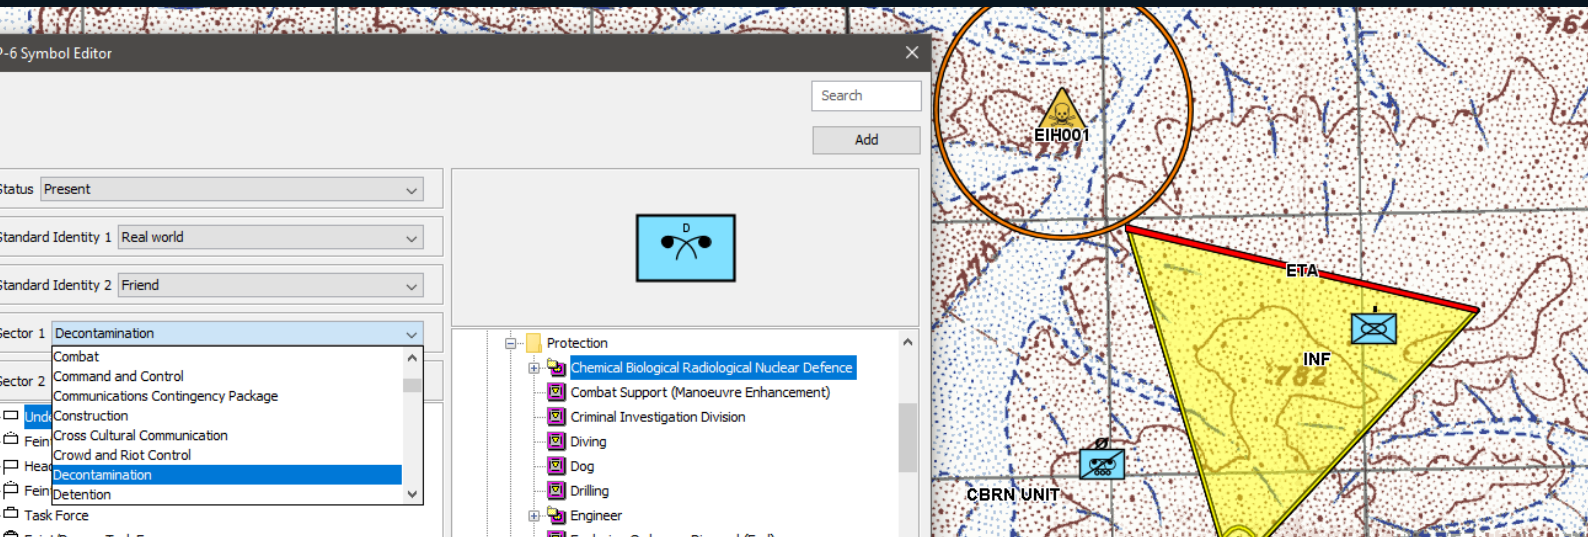 P-6 Symbol Editor
Search
Add
Status Present
Standard Identity 1 Real world
Standard Identity 2 Friend
Sector 1 Decontamination
Combat
Command and Control
Sector 2
Communications Contingency Package
Construction
Cross Cultural Communication
Crowd and Riot Control
Decontamination
Detention
Task Force
D
Protection
Chemical Biological Radiological Nuclear Defence
Combat Support (Manoeuvre Enhancement)
Criminal Investigation Division
Diving
Dog
Drilling
Engineer
EIH001
771
ETA
INF
762
770
CBRN UNIT